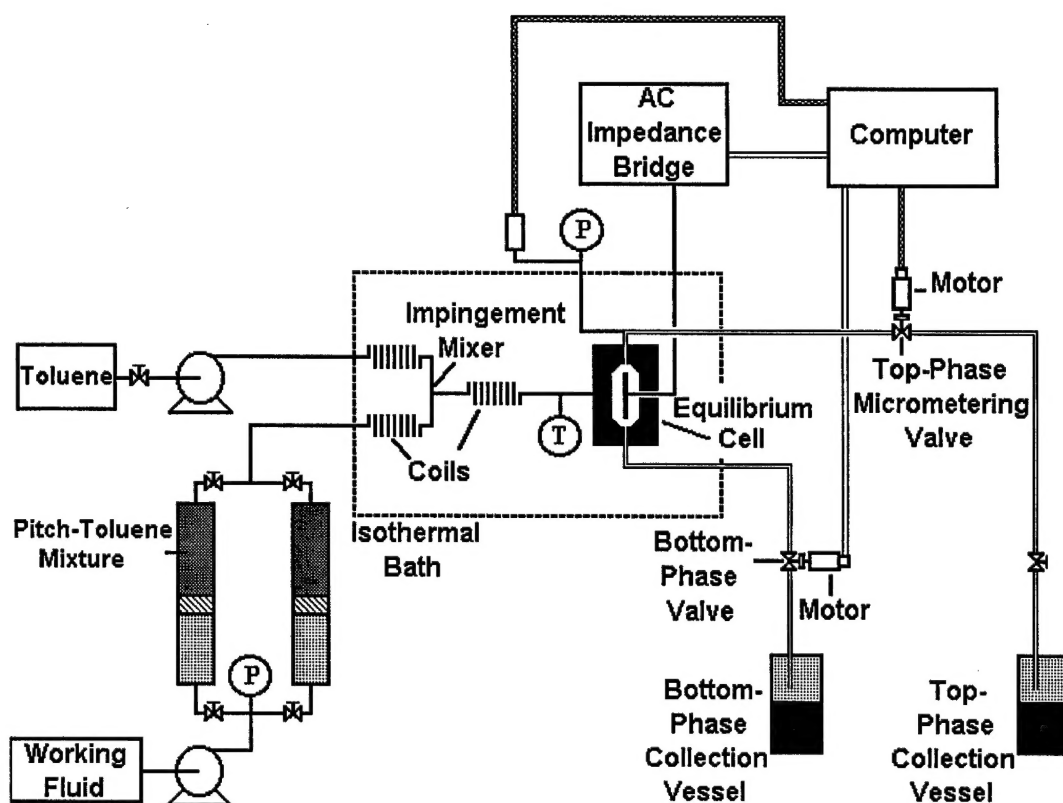 AC
Impedance
Bridge
Computer
P
Motor
Impingement
Mixer
Toluene
Top-Phase
Micrometering
Valve
T
Equilibrium
Cell
Coils
Pitch-Toluene
Mixture
Isothermal
Bath
Bottom-
Phase
Valve
Motor
P
Bottom-
Phase
Collection
Vessel
Top-
Phase
Collection
Vessel
Working
Fluid